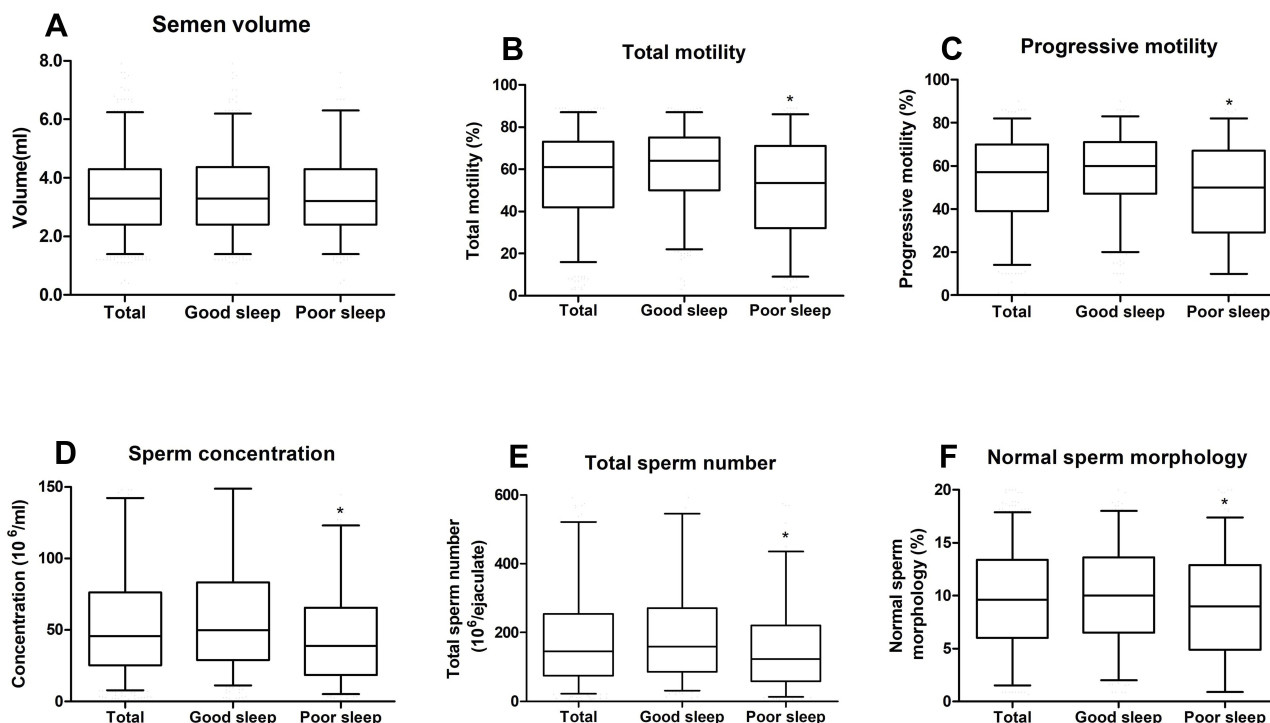 A Semen volume
8.0
6.0
4.0
2.0
0.0
Volume(ml)
Total Good sleep Poor sleep
B Total motility
100
80
60
40
20
0
Total motility (%)
*
Total Good sleep Poor sleep
C Progressive motility
100
80
60
40
20
0
Progressive motility (%)
*
Total Good sleep Poor sleep
D Sperm concentration
150
100
50
0
Concentration (10 6/ml)
*
Total Good sleep Poor sleep
E Total sperm number
600
400
200
0
Total sperm number
(10⁶/ejaculate)
*
Total Good sleep Poor sleep
F Normal sperm morphology
20
15
10
5
0
Normal sperm
morphology (%)
*
Total Good sleep Poor sleep